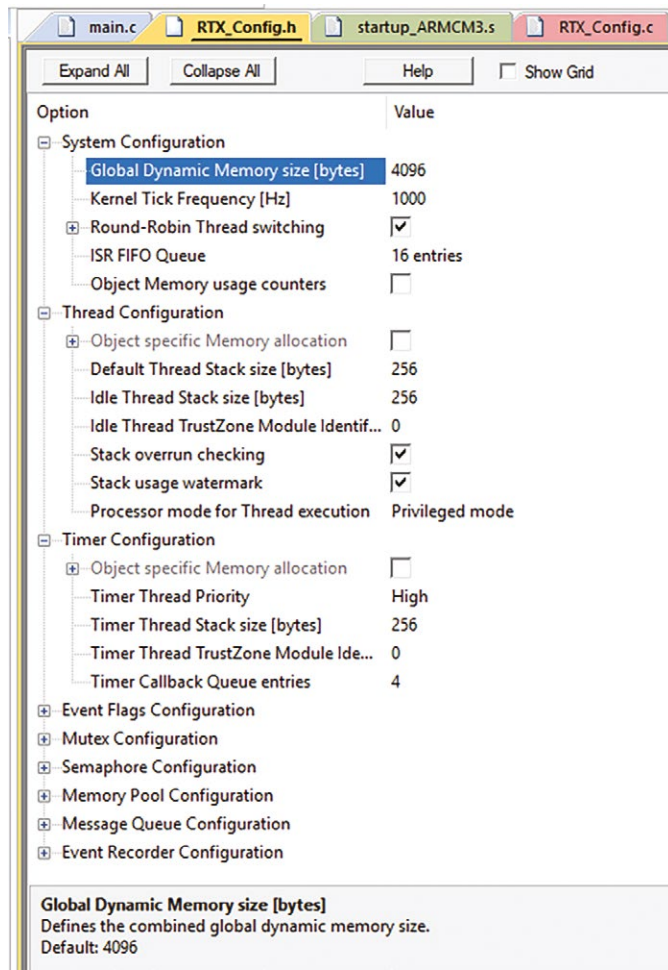 main.c RTX_Config.h startup_ARMCM3.s RTX_Config.c
Expand All Collapse All Help Show Grid
Option Value
System Configuration
Global Dynamic Memory size [bytes] 4096
Kernel Tick Frequency [Hz] 1000
Round-Robin Thread switching
ISR FIFO Queue 16 entries
Object Memory usage counters
Thread Configuration
Object specific Memory allocation
Default Thread Stack size [bytes] 256
Idle Thread Stack size [bytes] 256
Idle Thread TrustZone Module Identif... 0
Stack overrun checking
Stack usage watermark
Processor mode for Thread execution Privileged mode
Timer Configuration
Object specific Memory allocation
Timer Thread Priority High
Timer Thread Stack size [bytes] 256
Timer Thread TrustZone Module Ide... 0
Timer Callback Queue entries 4
Event Flags Configuration
Mutex Configuration
Semaphore Configuration
Memory Pool Configuration
Message Queue Configuration
Event Recorder Configuration
Global Dynamic Memory size [bytes]
Defines the combined global dynamic memory size.
Default: 4096